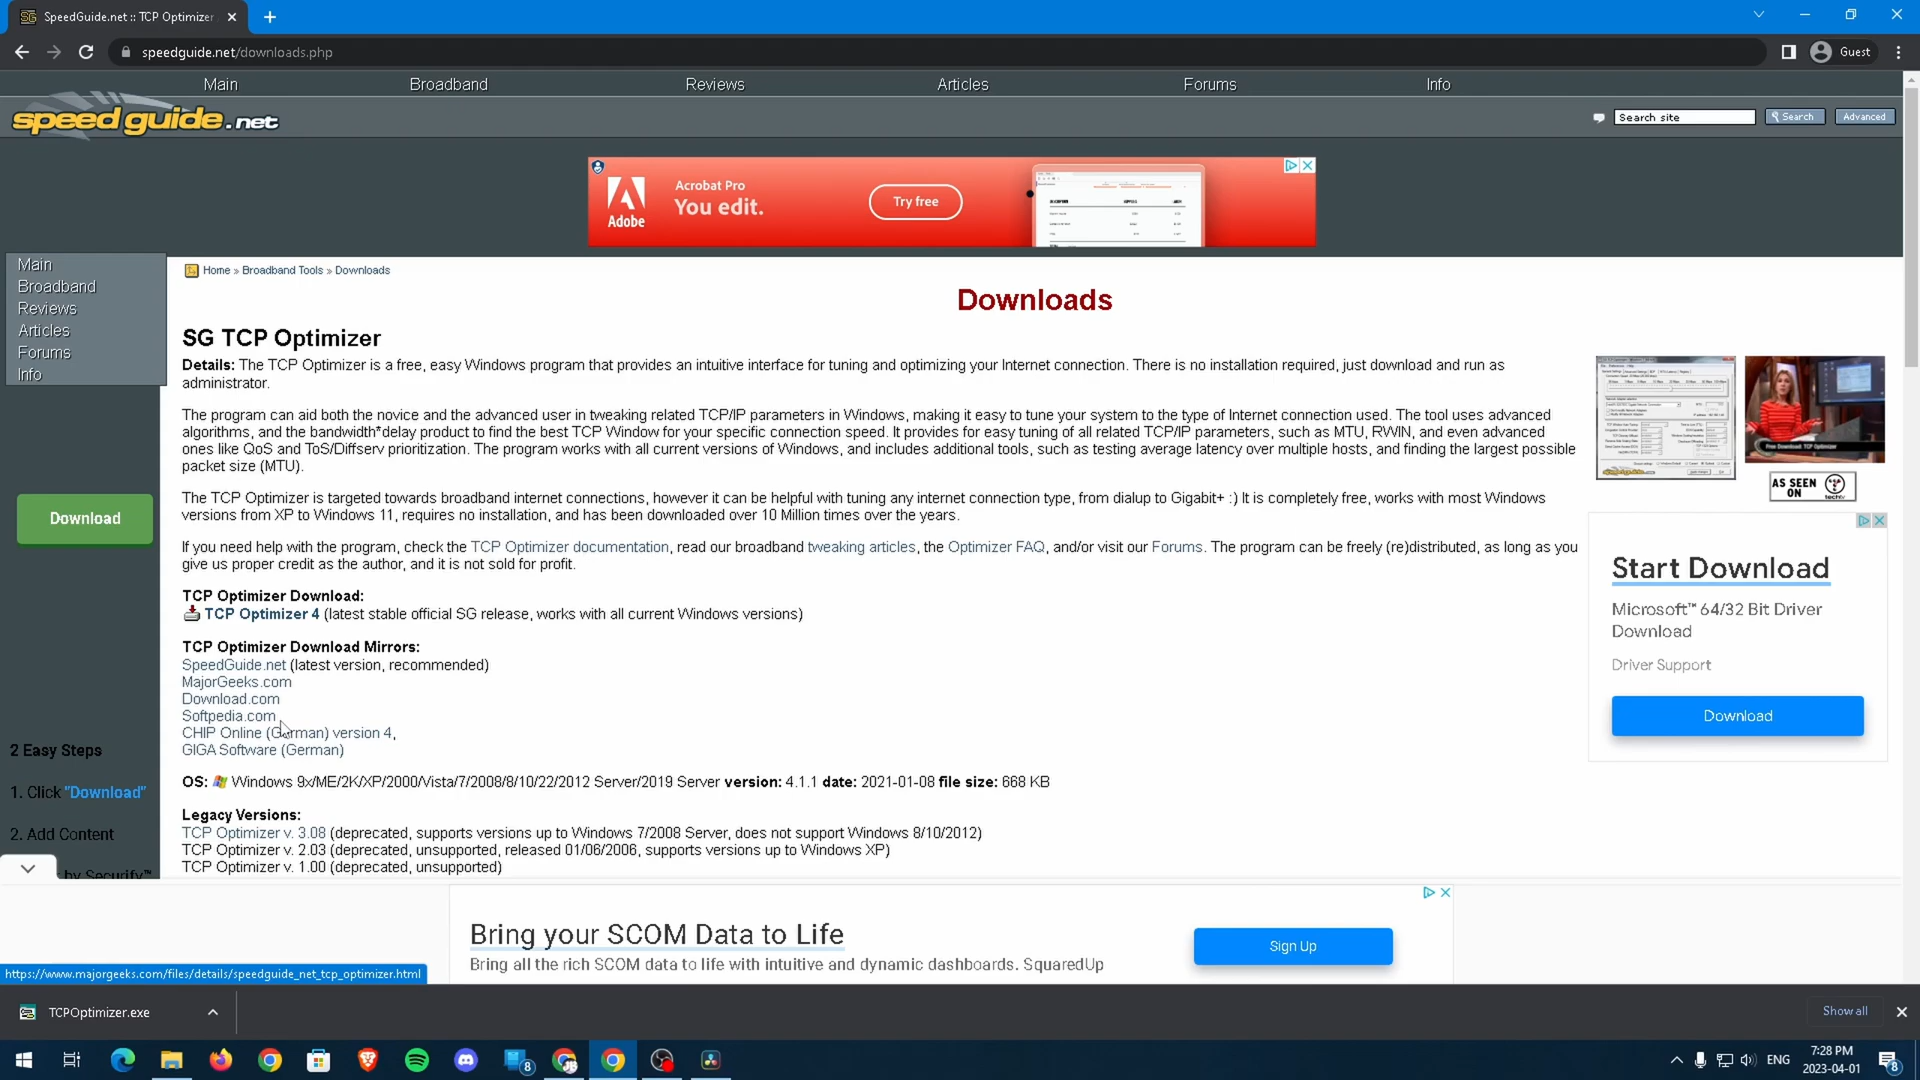 SpeedGuide.net :: TCP Optimizer
speedguide.net/downloads.php
Guest
Main
Broadband
Reviews
Articles
Forums
Info
speed guide.net
Search site
Search
Advanced
Adobe
Acrobat Pro
You edit.
Try free
Main
Broadband
Reviews
Articles
Forums
Info
Home » Broadband Tools » Downloads
Downloads
SG TCP Optimizer
Details: The TCP Optimizer is a free, easy Windows program that provides an intuitive interface for tuning and optimizing your Internet connection. There is no installation required, just download and run as
administrator.
The program can aid both the novice and the advanced user in tweaking related TCP/IP parameters in Windows, making it easy to tune your system to the type of Internet connection used. The tool uses advanced
algorithms, and the bandwidth*delay product to find the best TCP Window for your specific connection speed. It provides for easy tuning of all related TCP/IP parameters, such as MTU, RWIN, and even advanced
ones like QoS and ToS/Diffserv prioritization. The program works with all current versions of Windows, and includes additional tools, such as testing average latency over multiple hosts, and finding the largest possible
packet size (MTU).
The TCP Optimizer is targeted towards broadband internet connections, however it can be helpful with tuning any internet connection type, from dialup to Gigabit+ :) It is completely free, works with most Windows
versions from XP to Windows 11, requires no installation, and has been downloaded over 10 Million times over the years.
If you need help with the program, check the TCP Optimizer documentation, read our broadband tweaking articles, the Optimizer FAQ, and/or visit our Forums. The program can be freely (re)distributed, as long as you
give us proper credit as the author, and it is not sold for profit.
TCP Optimizer Download:
TCP Optimizer 4 (latest stable official SG release, works with all current Windows versions)
TCP Optimizer Download Mirrors:
SpeedGuide.net (latest version, recommended)
MajorGeeks.com
Download.com
Softpedia.com
CHIP Online (German) version 4,
GIGA Software (German)
OS: Windows 9x/ME/2K/XP/2000/Vista/7/2008/8/10/22/2012 Server/2019 Server version: 4.1.1 date: 2021-01-08 file size: 668 KB
Legacy Versions:
TCP Optimizer v. 3.08 (deprecated, supports versions up to Windows 7/2008 Server, does not support Windows 8/10/2012)
TCP Optimizer v. 2.03 (deprecated, unsupported, released 01/06/2006, supports versions up to Windows XP)
TCP Optimizer v. 1.00 (deprecated, unsupported)
Download
2 Easy Steps
1. Click "Download"
2. Add Content
by Securify™
Free Download: TCP Optimizer
AS SEEN
ON
techtv
Start Download
Microsoft™ 64/32 Bit Driver
Download
Driver Support
Download
Bring your SCOM Data to Life
Bring all the rich SCOM data to life with intuitive and dynamic dashboards. SquaredUp
Sign Up
https://www.majorgeeks.com/files/details/speedguide_net_tcp_optimizer.html
TCPOptimizer.exe
Show all
8
ENG
7:28 PM
2023-04-01
8